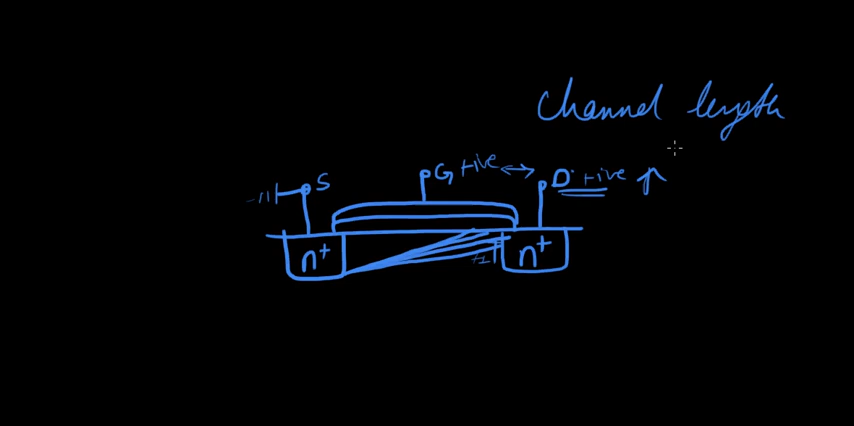 Channel length
G +ive ↔ D +ive ↑
S
n+ n+